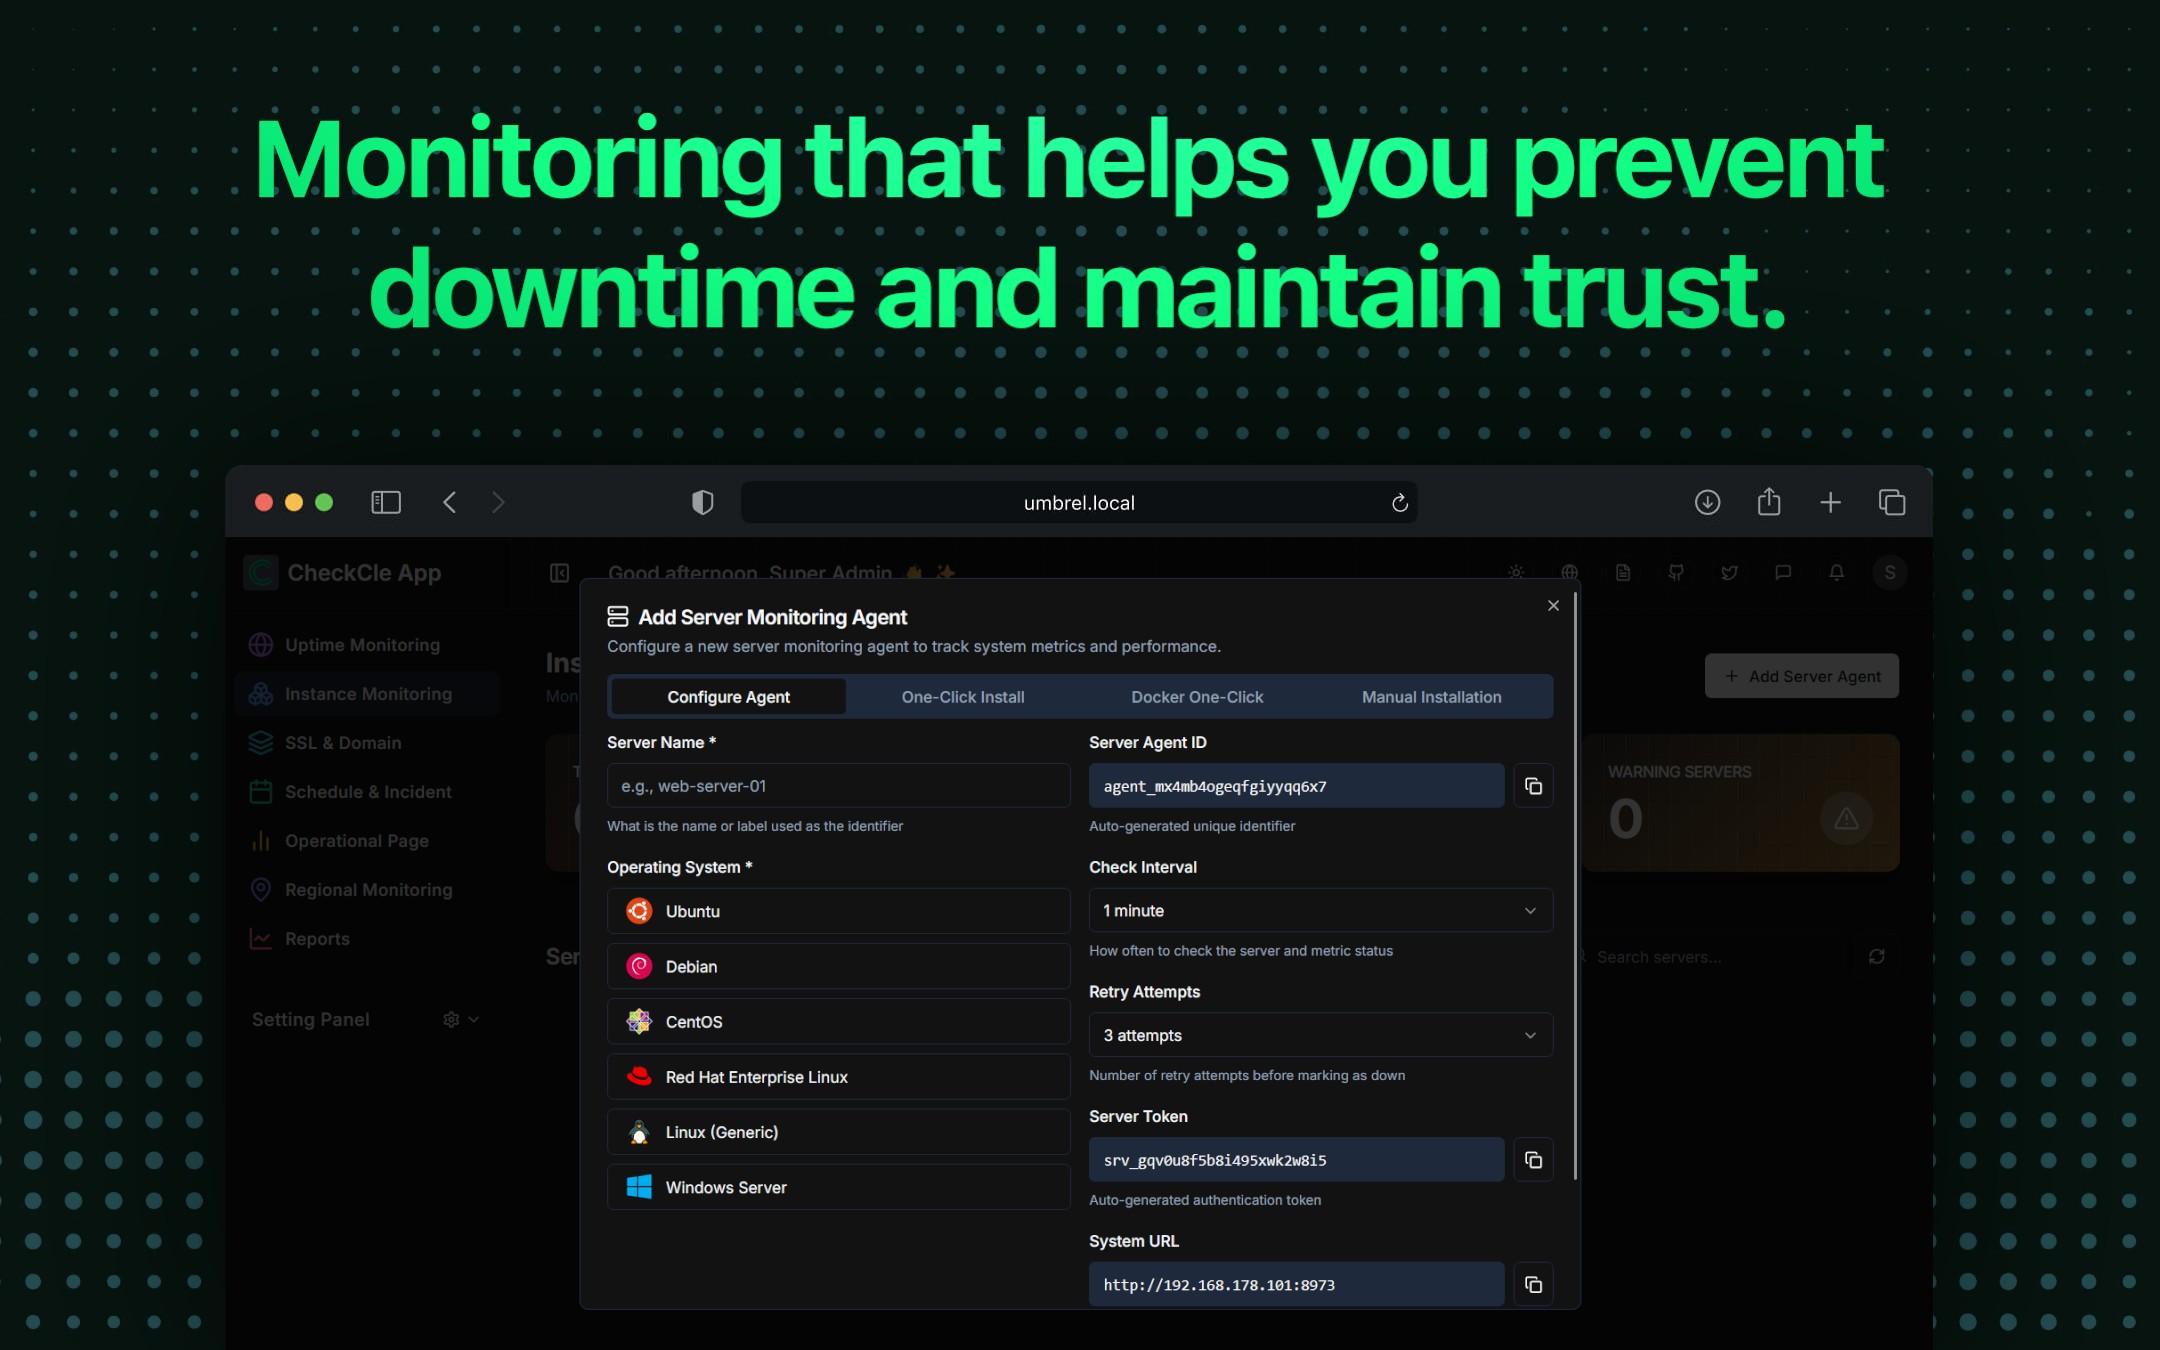 Monitoring that helps you prevent
downtime and maintain trust.
umbrel.local
CheckCle App
Good afternoon, Super Admin
S
Uptime Monitoring
Instance Monitoring
SSL & Domain
Schedule & Incident
Operational Page
Regional Monitoring
Reports
Setting Panel
Ins
Mon
Add Server Agent
T
WARNING SERVERS
0
Ser
Search servers...
Add Server Monitoring Agent
Configure a new server monitoring agent to track system metrics and performance.
Configure Agent
One-Click Install
Docker One-Click
Manual Installation
Server Name *
e.g., web-server-01
What is the name or label used as the identifier
Operating System *
Ubuntu
Debian
CentOS
Red Hat Enterprise Linux
Linux (Generic)
Windows Server
Server Agent ID
agent_mx4mb4ogeqfgiyyqq6x7
Auto-generated unique identifier
Check Interval
1 minute
How often to check the server and metric status
Retry Attempts
3 attempts
Number of retry attempts before marking as down
Server Token
srv_gqv0u8f5b8i495xwk2w8i5
Auto-generated authentication token
System URL
http://192.168.178.101:8973